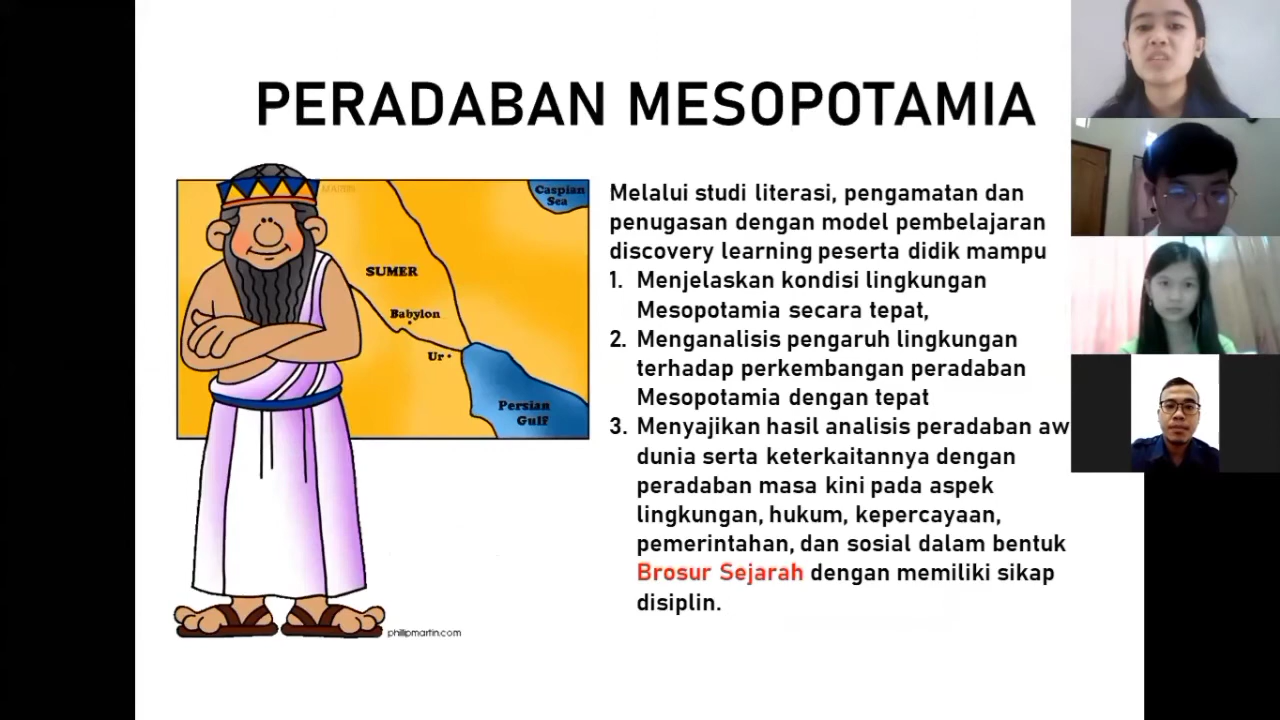 PERADABAN MESOPOTAMIA
Caspian
Sea
SUMER
Babylon
Ur
Persian
Gulf
phillipmartin.com
Melalui studi literasi, pengamatan dan
penugasan dengan model pembelajaran
discovery learning peserta didik mampu
1. Menjelaskan kondisi lingkungan
Mesopotamia secara tepat,
2. Menganalisis pengaruh lingkungan
terhadap perkembangan peradaban
Mesopotamia dengan tepat
3. Menyajikan hasil analisis peradaban aw
dunia serta keterkaitannya dengan
peradaban masa kini pada aspek
lingkungan, hukum, kepercayaan,
pemerintahan, dan sosial dalam bentuk
Brosur Sejarah dengan memiliki sikap
disiplin.